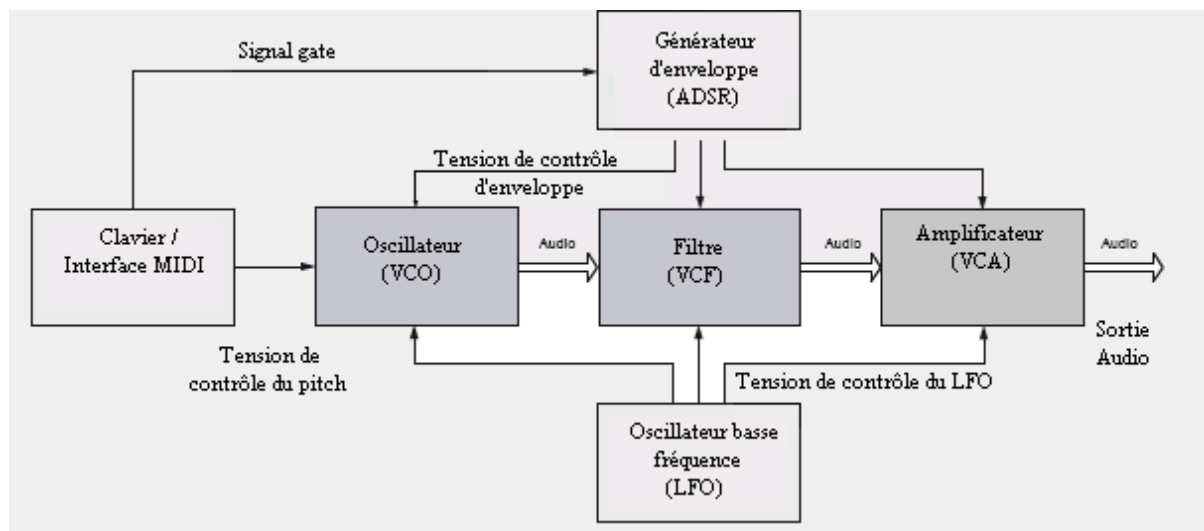 Générateur
d'enveloppe
(ADSR)
Signal gate
Tension de contrôle
d'enveloppe
Clavier /
Interface MIDI
Oscillateur
(VCO)
Audio
Filtre
(VCF)
Audio
Amplificateur
(VCA)
Audio
Tension de
contrôle du pitch
Tension de contrôle du LFO
Sortie
Audio
Oscillateur basse
fréquence
(LFO)